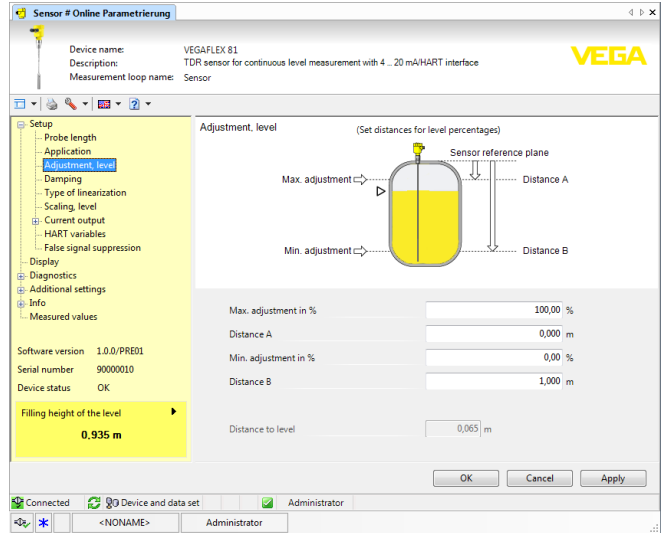 Sensor # Online Parametrierung
Device name: VEGAFLEX 81
Description: TDR sensor for continuous level measurement with 4 .. 20 mA/HART interface
Measurement loop name: Sensor
VEGA
Setup
Probe length
Application
Adjustment, level
Damping
Type of linearization
Scaling, level
Current output
HART variables
False signal suppression
Display
Diagnostics
Additional settings
Info
Measured values
Software version 1.0.0/PRE01
Serial number 90000010
Device status OK
Filling height of the level
0,935 m
Adjustment, level
(Set distances for level percentages)
Sensor reference plane
Max. adjustment
Distance A
Min. adjustment
Distance B
Max. adjustment in % 100,00 %
Distance A 0,000 m
Min. adjustment in % 0,00 %
Distance B 1,000 m
Distance to level 0,065 m
OK Cancel Apply
Connected Device and data set Administrator
<NONAME> Administrator